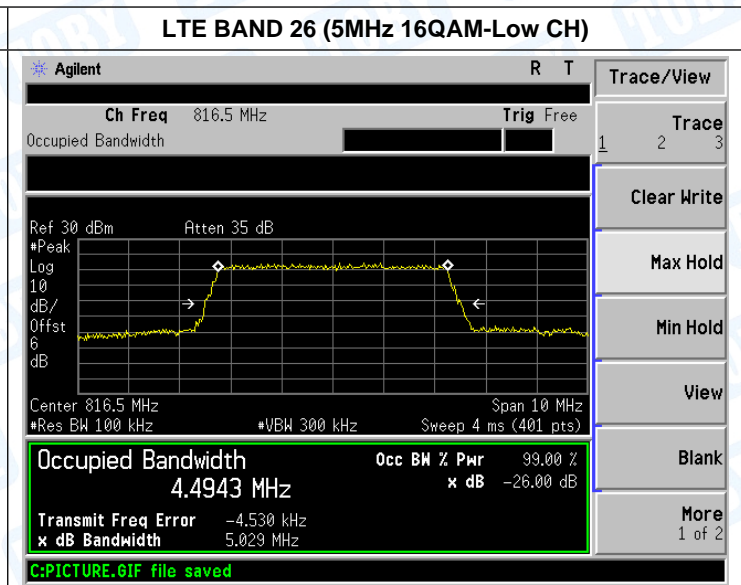 LTE BAND 26 (5MHz 16QAM-Low CH)
Agilent R T
Trace/View
Ch Freq 816.5 MHz Trig Free
Occupied Bandwidth
Trace
1 2 3
Clear Write
Ref 30 dBm Atten 35 dB
#Peak
Log
10
dB/
Offst
6
dB
Max Hold
Min Hold
View
Center 816.5 MHz Span 10 MHz
#Res BW 100 kHz #VBW 300 kHz Sweep 4 ms (401 pts)
Occupied Bandwidth Occ BW % Pwr 99.00 %
4.4943 MHz x dB -26.00 dB
Transmit Freq Error -4.530 kHz
x dB Bandwidth 5.029 MHz
Blank
More
1 of 2
C:PICTURE.GIF file saved
TOBY